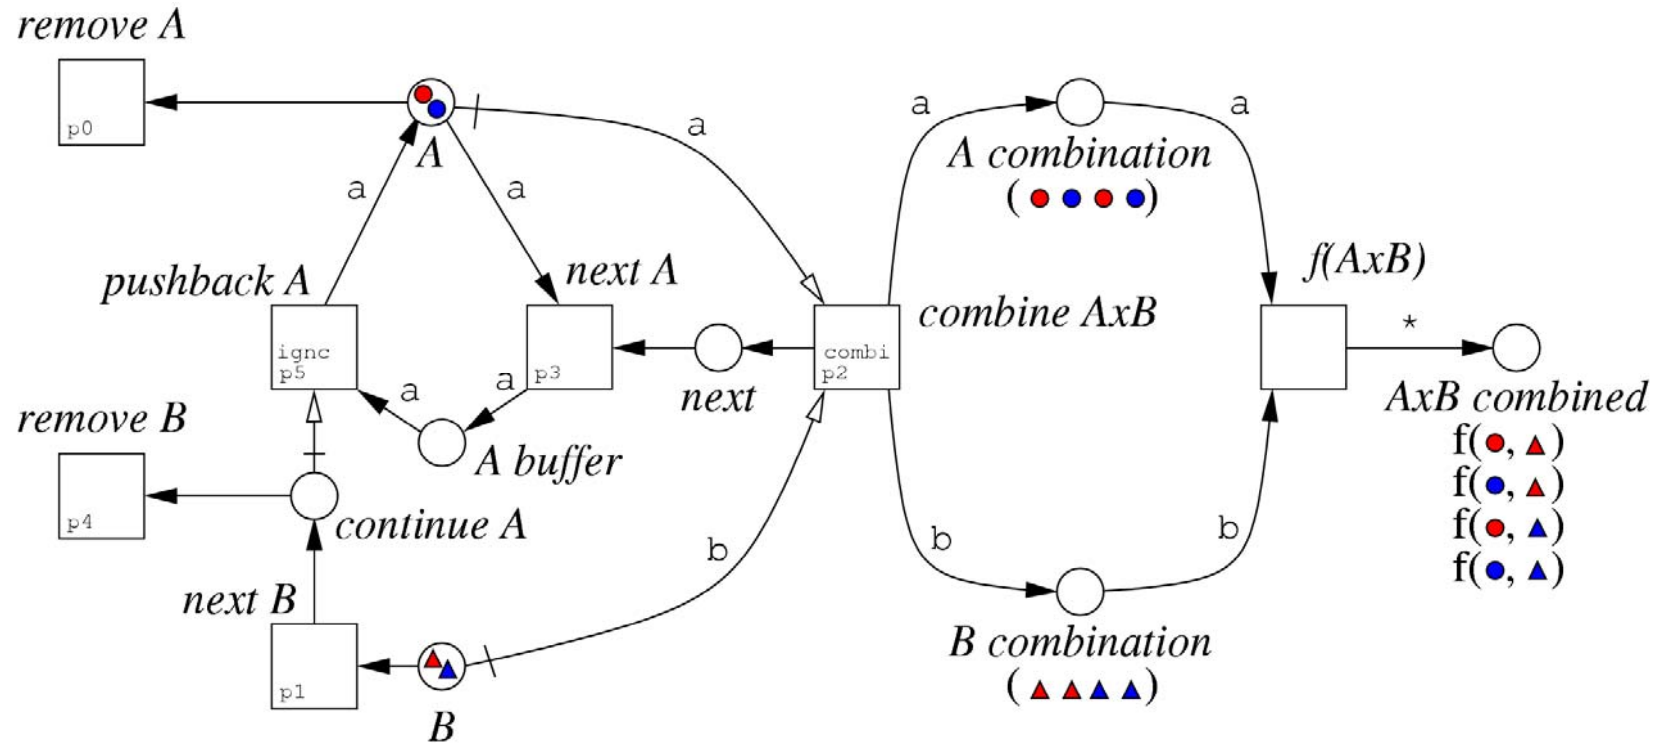 remove A
p0
A
a
a
A combination
a
a
a
( )
pushback A
next A
f(AxB)
combine AxB
ignc
p5
p3
next
combi
p2
*
a
a
A buffer
AxB combined
remove B
p4
continue A
f( , )
f( , )
f( , )
f( , )
next B
b
b
b
p1
B
B combination
( )